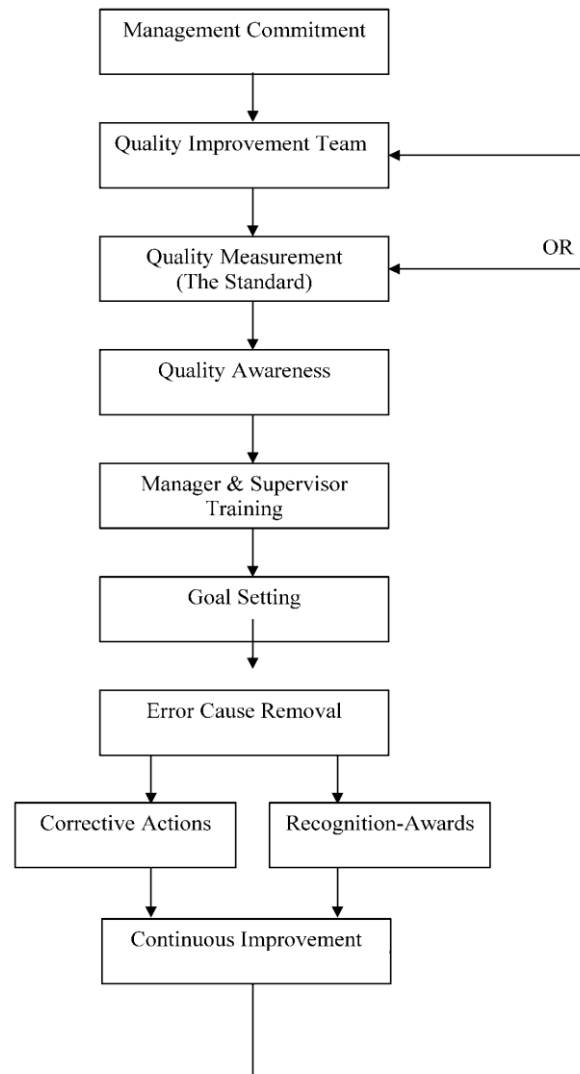 Management Commitment
Quality Improvement Team
OR
Quality Measurement
(The Standard)
Quality Awareness
Manager & Supervisor
Training
Goal Setting
Error Cause Removal
Corrective Actions
Recognition-Awards
Continuous Improvement